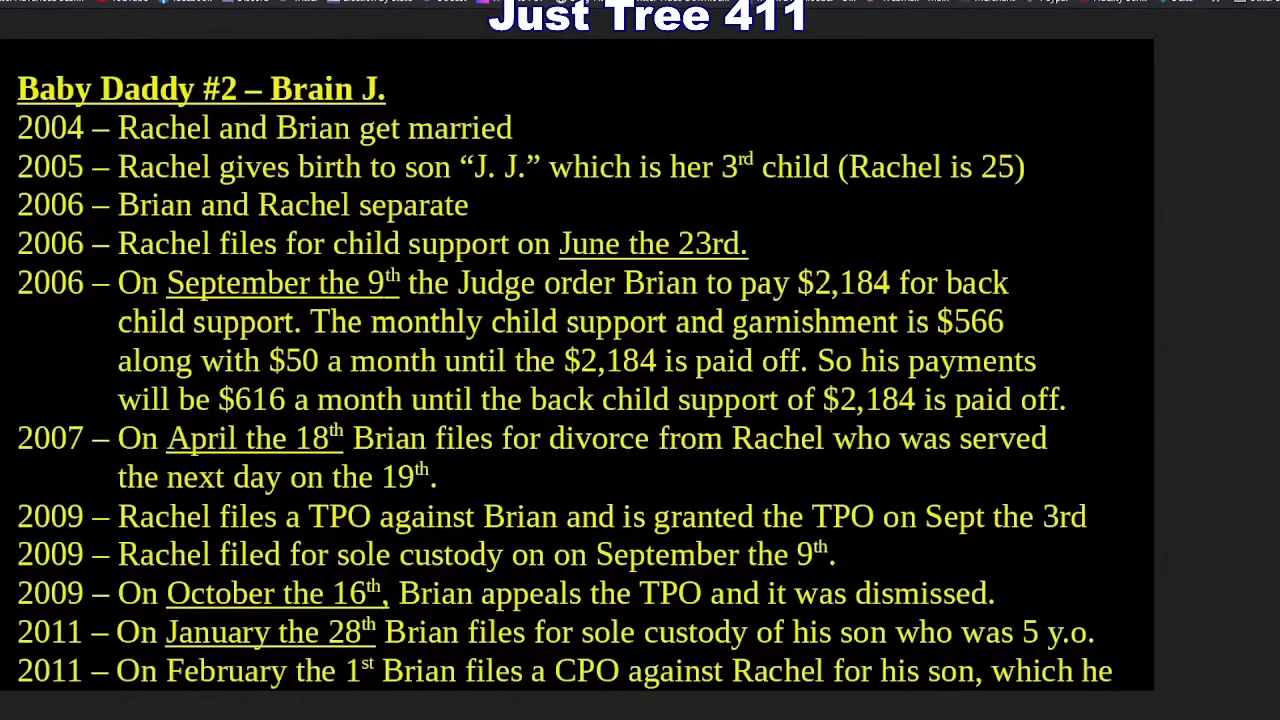 Just Tree 411
Baby Daddy #2 – Brain J.
2004 – Rachel and Brian get married
2005 – Rachel gives birth to son “J. J.” which is her 3rd child (Rachel is 25)
2006 – Brian and Rachel separate
2006 – Rachel files for child support on June the 23rd.
2006 – On September the 9th the Judge order Brian to pay $2,184 for back
child support. The monthly child support and garnishment is $566
along with $50 a month until the $2,184 is paid off. So his payments
will be $616 a month until the back child support of $2,184 is paid off.
2007 – On April the 18th Brian files for divorce from Rachel who was served
the next day on the 19th.
2009 – Rachel files a TPO against Brian and is granted the TPO on Sept the 3rd
2009 – Rachel filed for sole custody on on September the 9th.
2009 – On October the 16th, Brian appeals the TPO and it was dismissed.
2011 – On January the 28th Brian files for sole custody of his son who was 5 y.o.
2011 – On February the 1st Brian files a CPO against Rachel for his son, which he